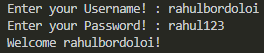 Enter your Username! : rahulbordoloi
Enter your Password! : rahul123
Welcome rahulbordoloi!